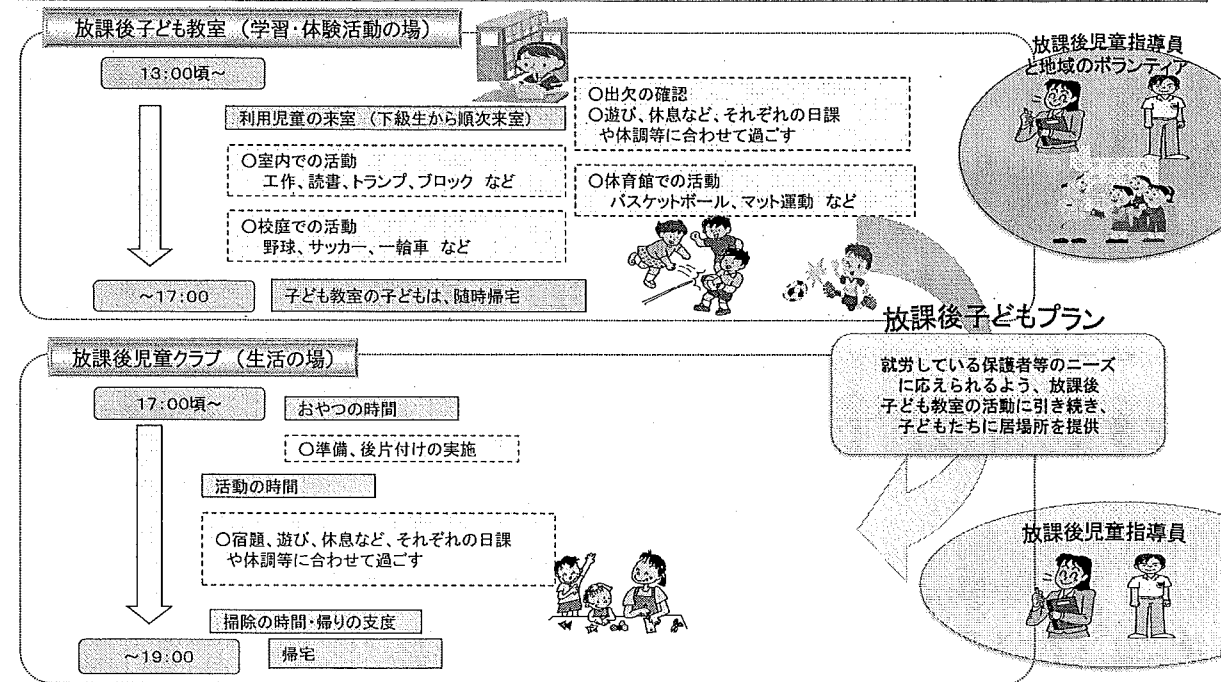 放課後子ども教室 (学習・体験活動の場)
13:00頃～
利用児童の来室 (下級生から順次来室)
○室内での活動
工作、読書、トランプ、ブロック など
○校庭での活動
野球、サッカー、一輪車 など
○出欠の確認
○遊び、休息など、それぞれの日課
や体調等に合わせて過ごす
○体育館での活動
バスケットボール、マット運動 など
～17:00
子ども教室の子どもは、随時帰宅
放課後児童指導員
と地域のボランティア
放課後子どもプラン
就労している保護者等のニーズ
に応えられるよう、放課後
子ども教室の活動に引き続き、
子どもたちに居場所を提供
放課後児童クラブ (生活の場)
17:00頃～
おやつの時間
○準備、後片付けの実施
活動の時間
○宿題、遊び、休息など、それぞれの日課
や体調等に合わせて過ごす
掃除の時間・帰りの支度
～19:00
帰宅
放課後児童指導員